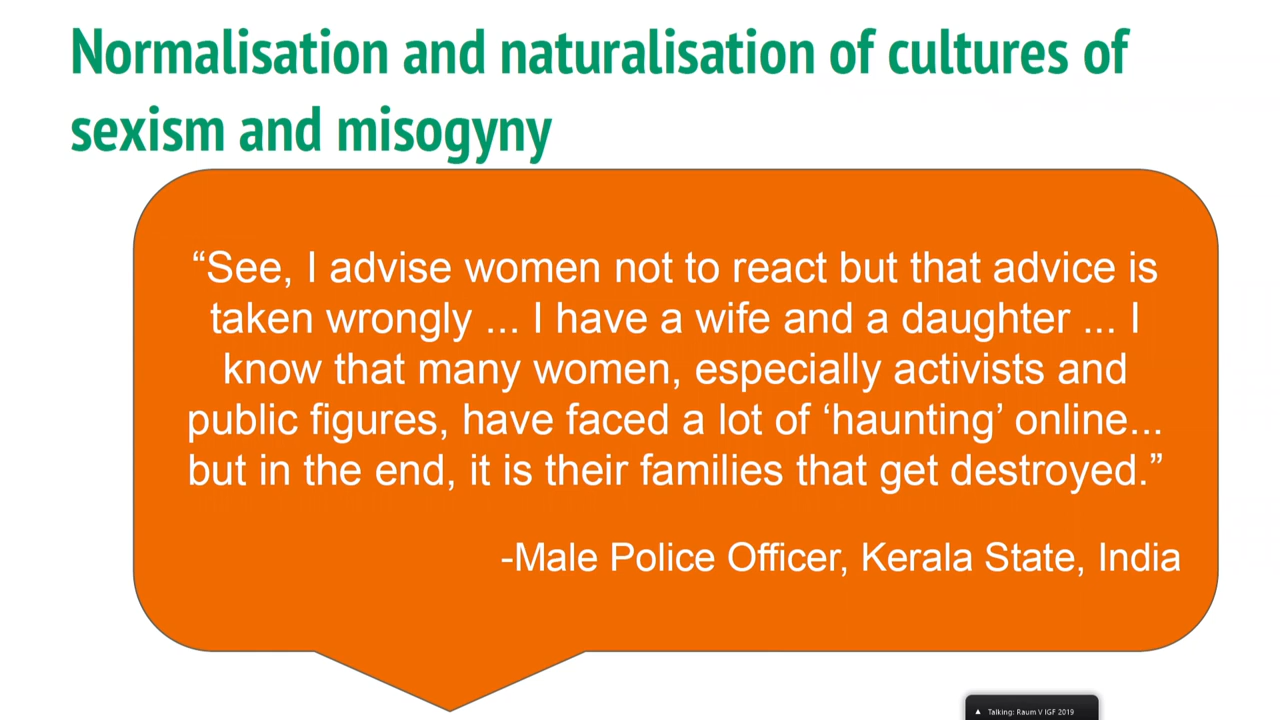 Normalisation and naturalisation of cultures of
sexism and misogyny
“See, I advise women not to react but that advice is
taken wrongly ... I have a wife and a daughter ... I
know that many women, especially activists and
public figures, have faced a lot of ‘haunting’ online...
but in the end, it is their families that get destroyed.”
-Male Police Officer, Kerala State, India
Talking: Raum V IGF 2019